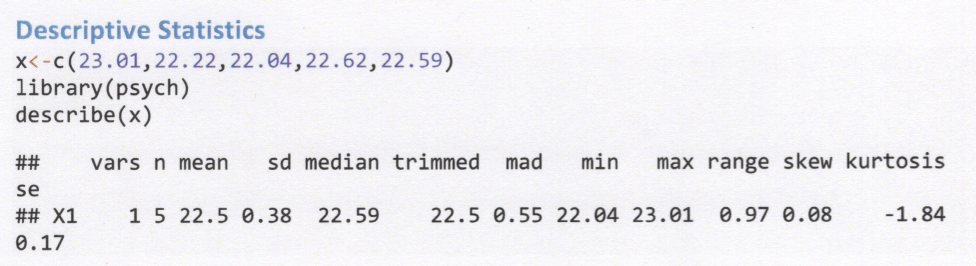 Descriptive Statistics
x<-c(23.01,22.22,22.04,22.62,22.59)
library(psych)
describe(x)
##    vars n mean   sd median trimmed  mad   min   max range skew kurtosis
se
## X1    1 5 22.5 0.38  22.59    22.5 0.55 22.04 23.01  0.97 0.08    -1.84
0.17